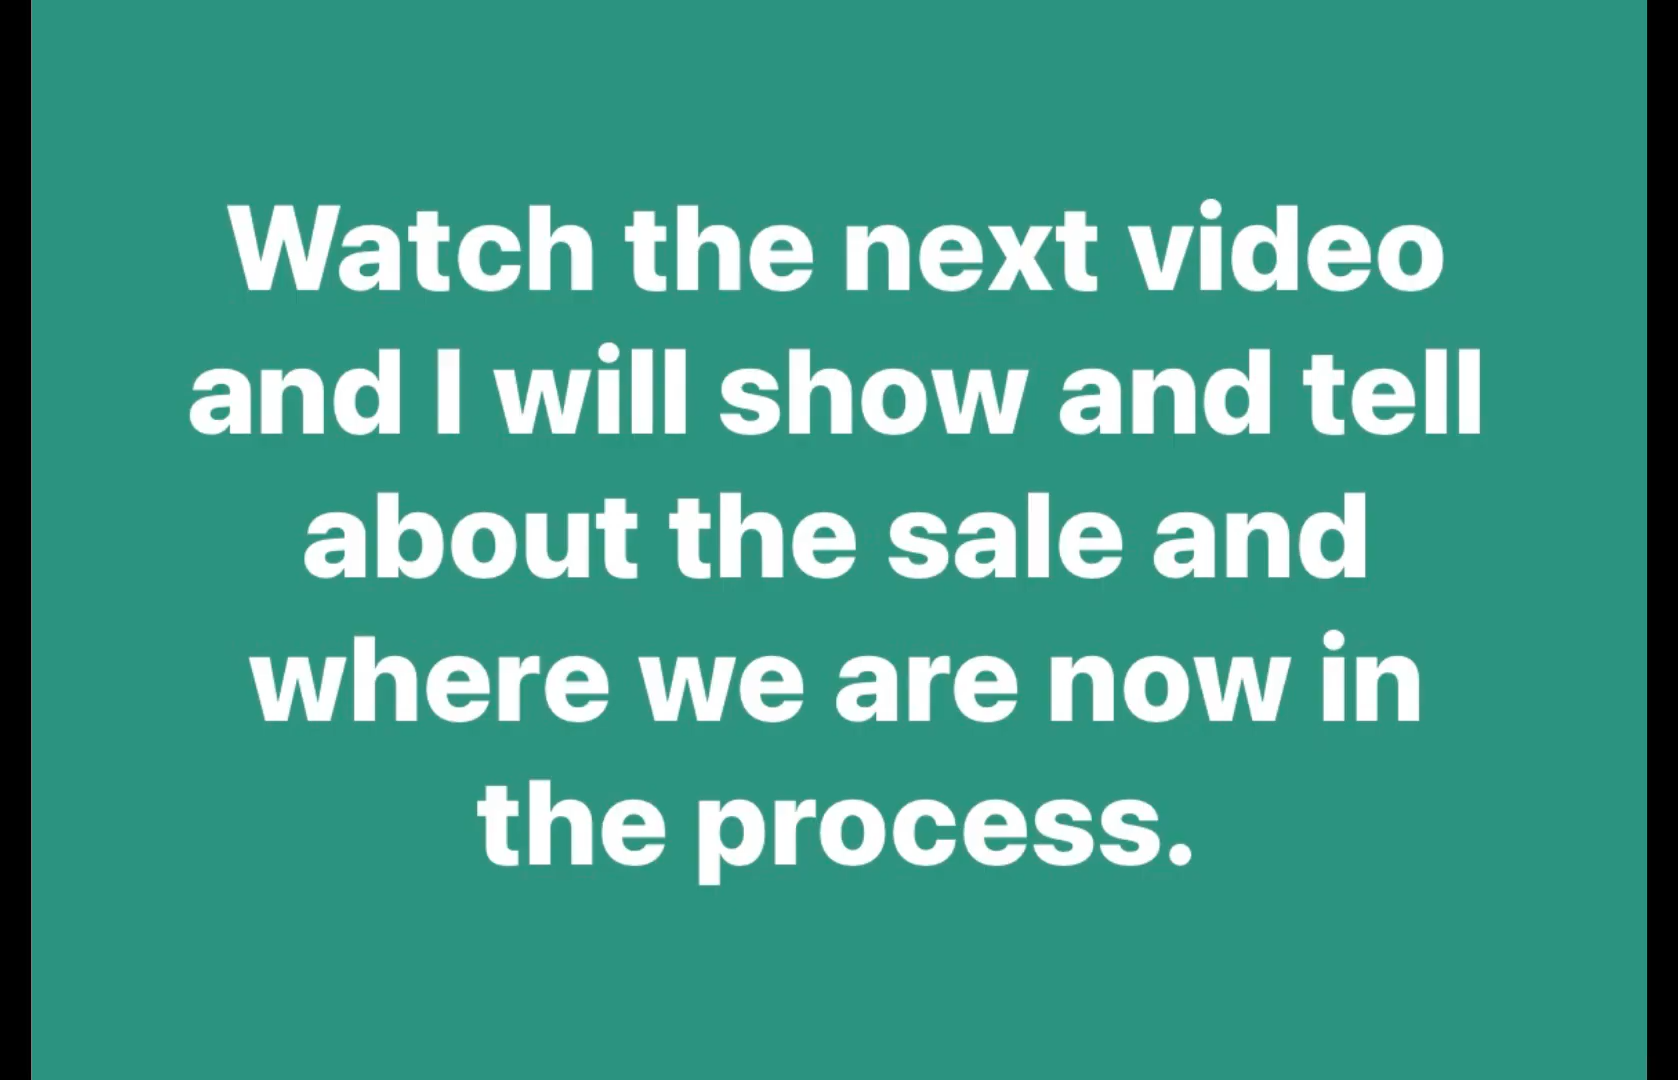 Watch the next video
and I will show and tell
about the sale and
where we are now in
the process.